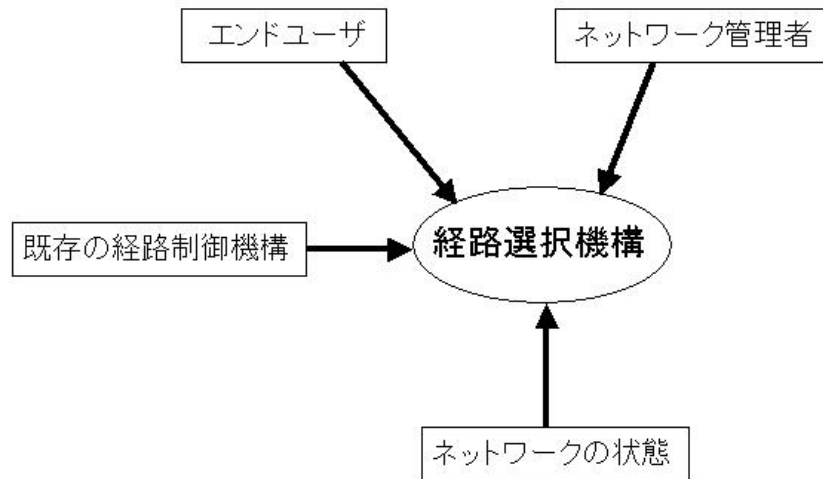 エンドユーザ
ネットワーク管理者
既存の経路制御機構
経路選択機構
ネットワークの状態